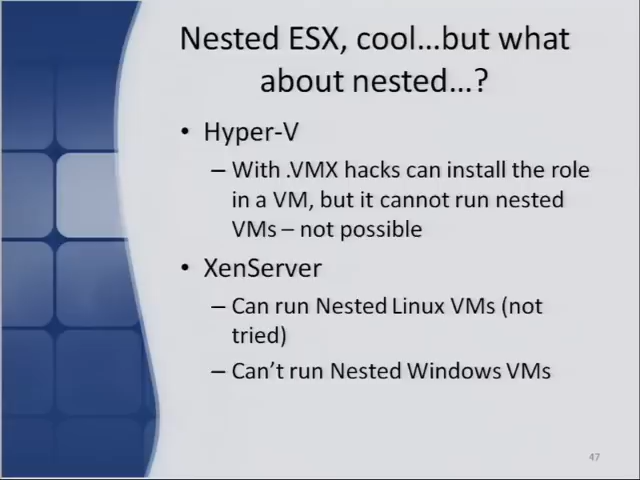 Nested ESX, cool…but what
about nested…?
• Hyper-V
– With .VMX hacks can install the role
in a VM, but it cannot run nested
VMs – not possible
• XenServer
– Can run Nested Linux VMs (not
tried)
– Can't run Nested Windows VMs
47